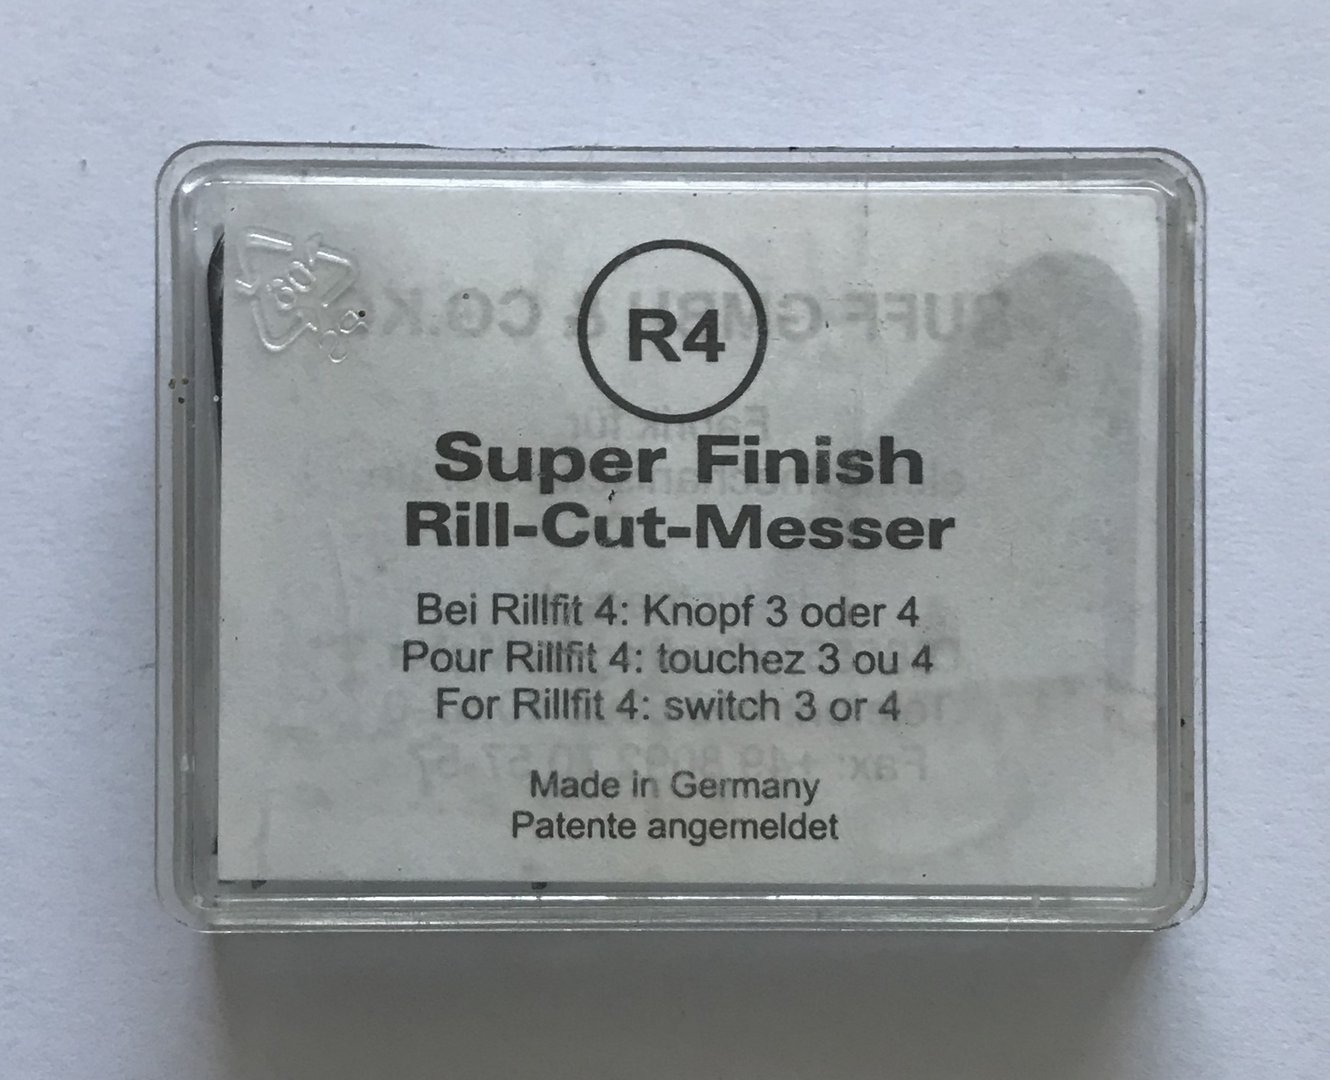 R4
Super Finish
Rill-Cut-Messer
Bei Rillfit 4: Knopf 3 oder 4
Pour Rillfit 4: touchez 3 ou 4
For Rillfit 4: switch 3 or 4
Made in Germany
Patente angemeldet